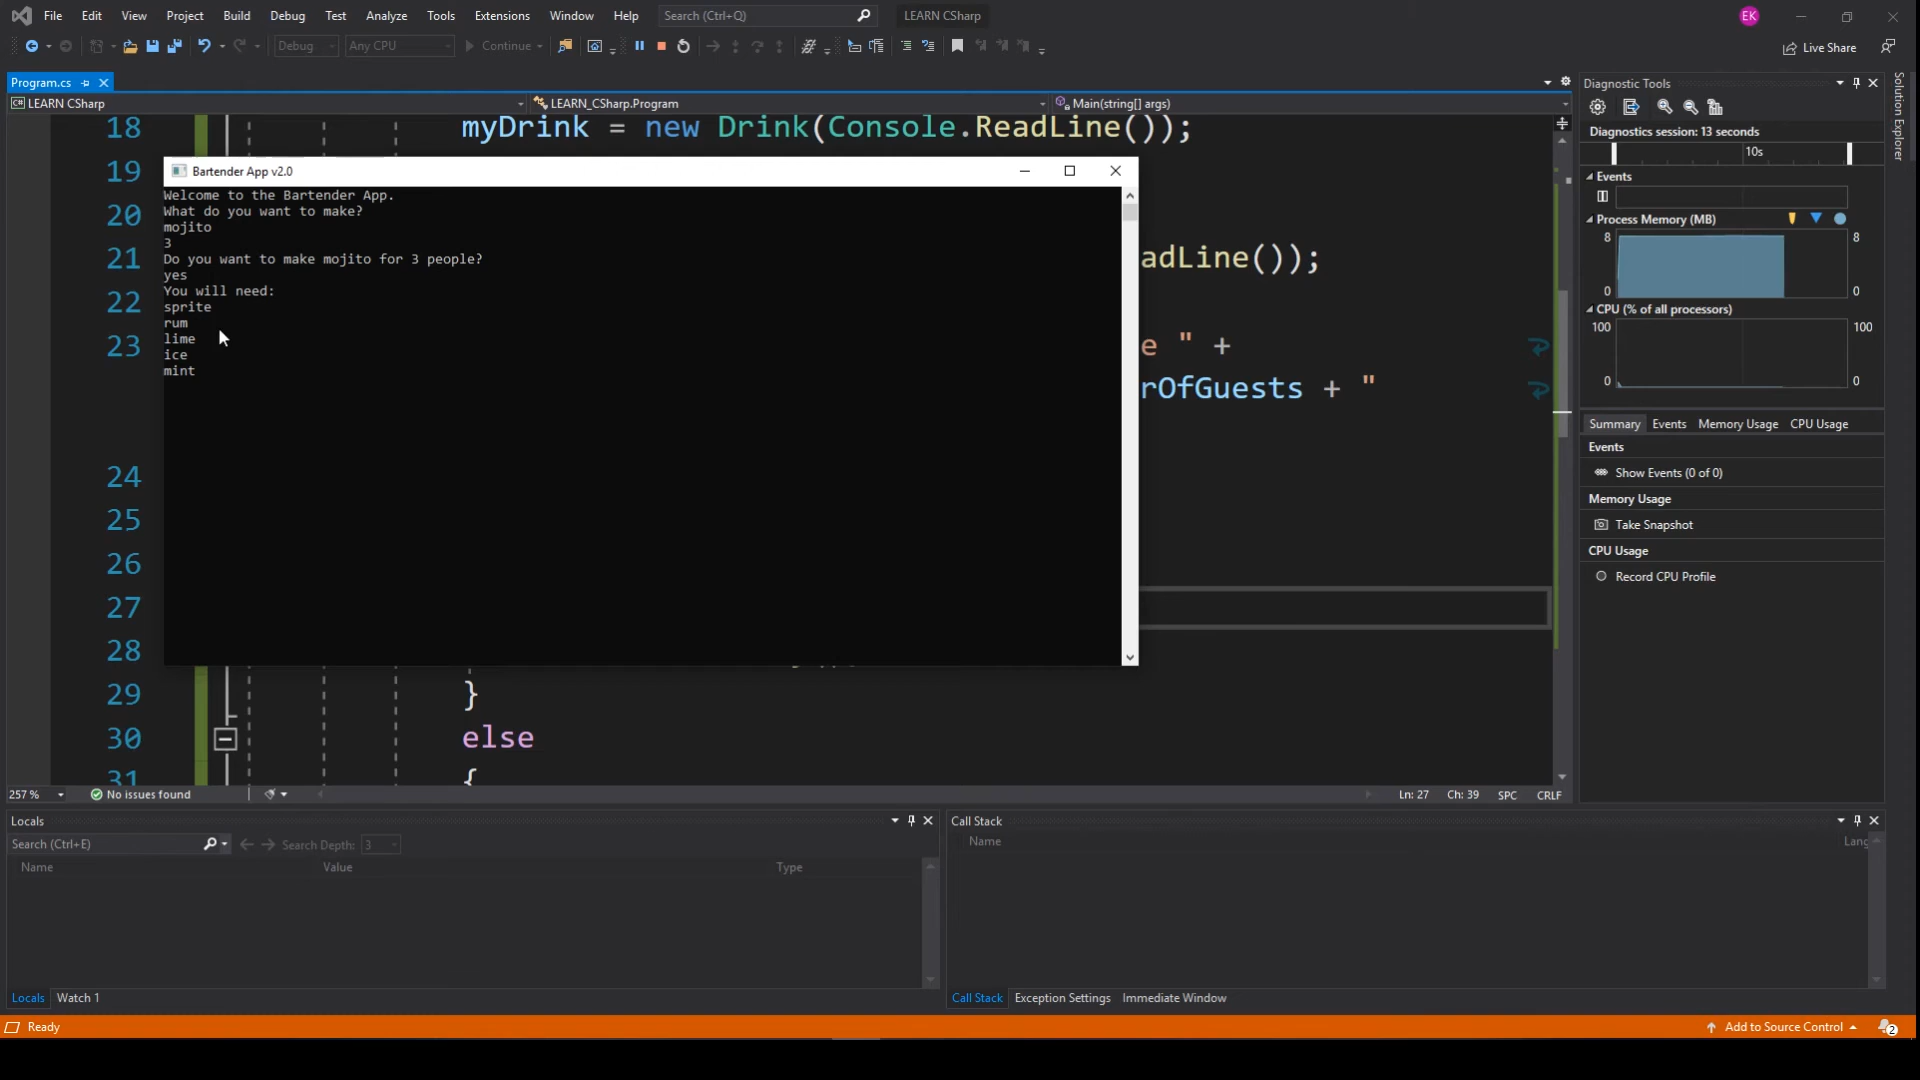 File Edit View Project Build Debug Test Analyze Tools Extensions Window Help Search (Ctrl+Q) LEARN CSharp EK
Debug Any CPU Continue Live Share
Program.cs
LEARN CSharp LEARN_CSharp.Program Main(string[] args)
18 myDrink = new Drink(Console.ReadLine());
19
20
21 adLine());
22
23 e " +
rOfGuests + "
24
25
26
27
28
29 }
30 else
31 {
Bartender App v2.0
Welcome to the Bartender App.
What do you want to make?
mojito
3
Do you want to make mojito for 3 people?
yes
You will need:
sprite
rum
lime
ice
mint
257 % No issues found Ln: 27 Ch: 39 SPC CRLF
Diagnostic Tools
Diagnostics session: 13 seconds
10s
Events
Process Memory (MB)
8 8
0 0
CPU (% of all processors)
100 100
0 0
Summary Events Memory Usage CPU Usage
Events
Show Events (0 of 0)
Memory Usage
Take Snapshot
CPU Usage
Record CPU Profile
Solution Explorer
Locals
Search (Ctrl+E) Search Depth: 3
Name Value Type
Locals Watch 1
Call Stack
Name Lang
Call Stack Exception Settings Immediate Window
Ready Add to Source Control 2